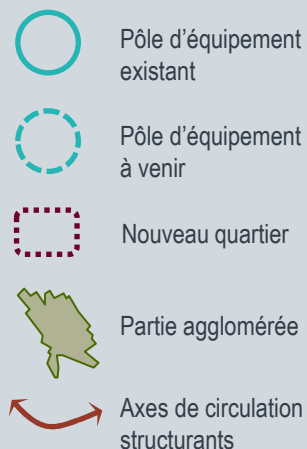 Pôle d’équipement
existant
Pôle d’équipement
à venir
Nouveau quartier
Partie agglomérée
Axes de circulation
structurants